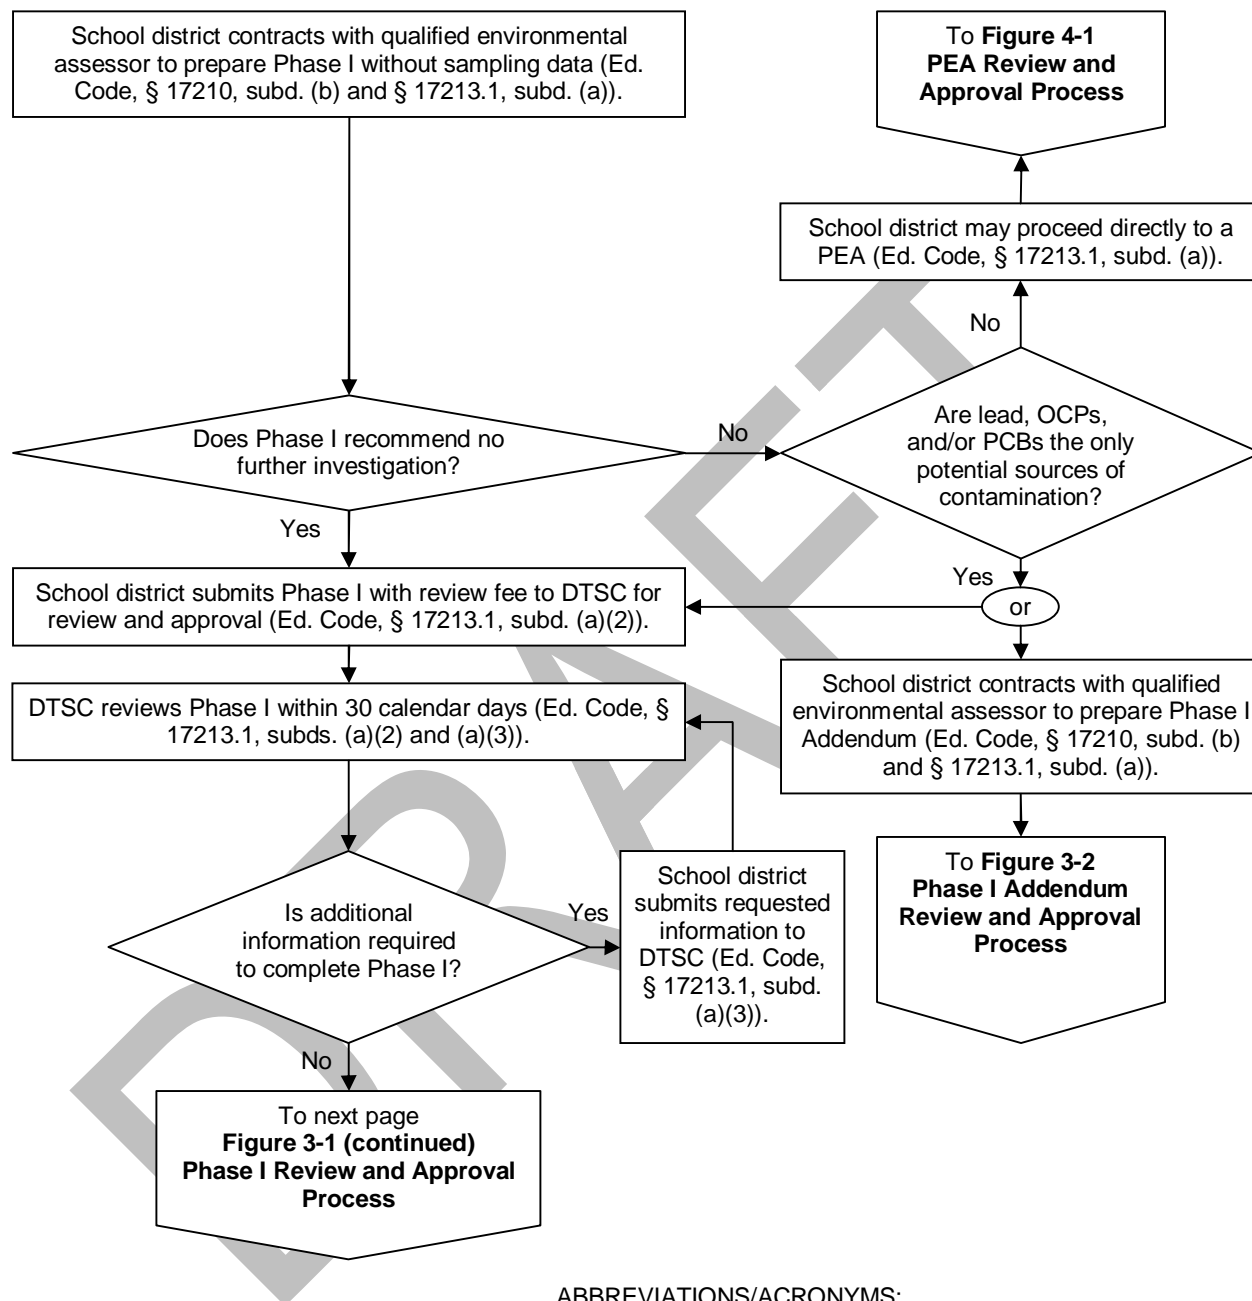 School district contracts with qualified environmental
assessor to prepare Phase I without sampling data (Ed.
Code, § 17210, subd. (b) and § 17213.1, subd. (a)).
To Figure 4-1
PEA Review and
Approval Process
School district may proceed directly to a
PEA (Ed. Code, § 17213.1, subd. (a)).
No
Does Phase I recommend no
further investigation?
No
Are lead, OCPs,
and/or PCBs the only
potential sources of
contamination?
Yes
Yes
or
School district submits Phase I with review fee to DTSC for
review and approval (Ed. Code, § 17213.1, subd. (a)(2)).
School district contracts with qualified
environmental assessor to prepare Phase I
Addendum (Ed. Code, § 17210, subd. (b)
and § 17213.1, subd. (a)).
DTSC reviews Phase I within 30 calendar days (Ed. Code, §
17213.1, subds. (a)(2) and (a)(3)).
Is additional
information required
to complete Phase I?
Yes
School district
submits requested
information to
DTSC (Ed. Code,
§ 17213.1, subd.
(a)(3)).
To Figure 3-2
Phase I Addendum
Review and Approval
Process
No
To next page
Figure 3-1 (continued)
Phase I Review and Approval
Process
ABBREVIATIONS/ACRONYMS:
DRAFT